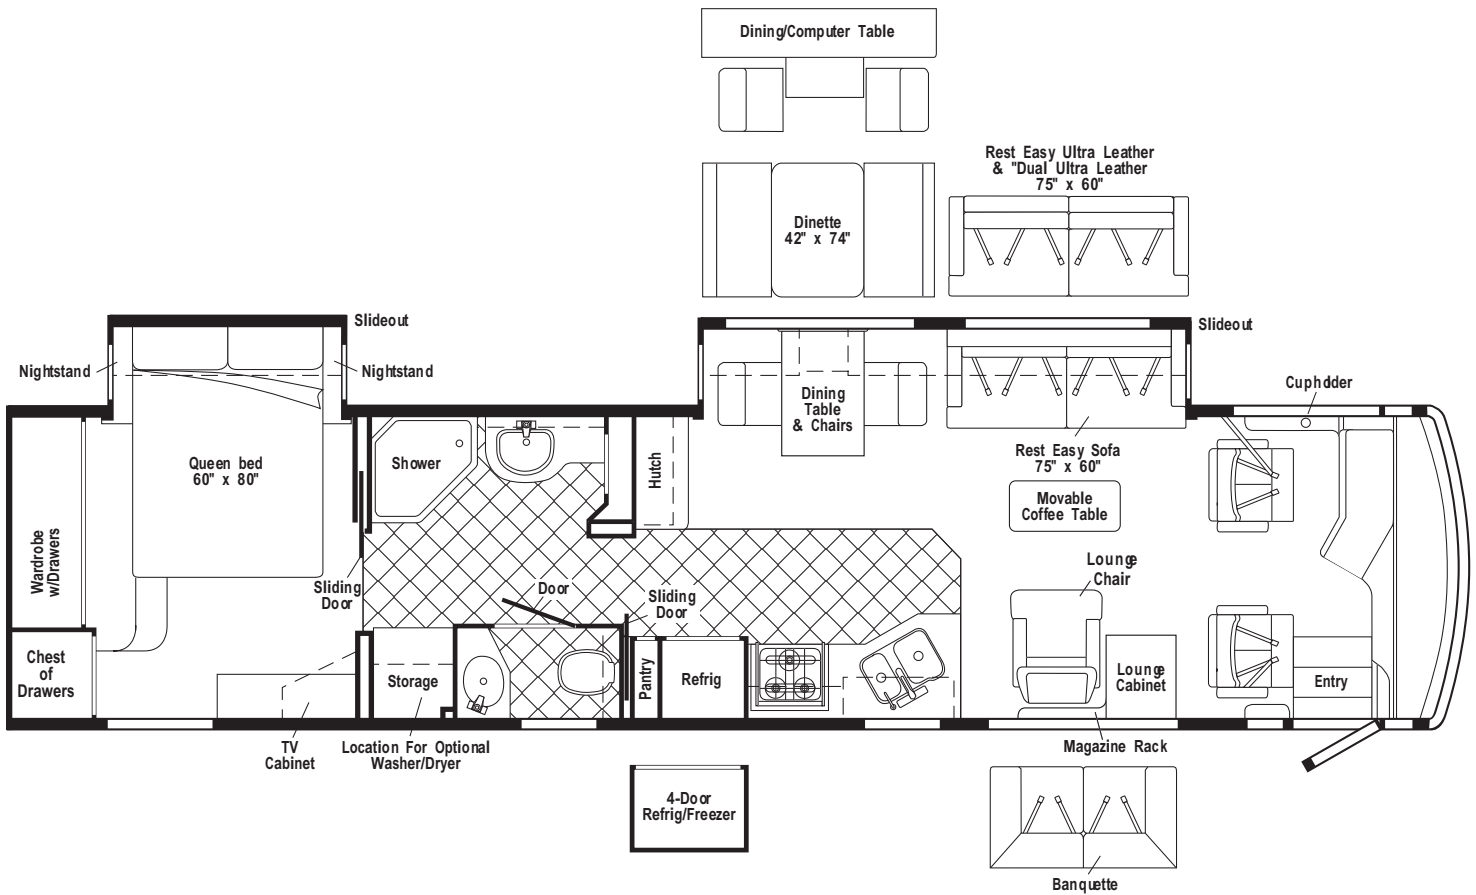 Dining/Computer Table
Rest Easy Ultra Leather
& "Dual Ultra Leather
75" x 60"
Dinette
42" x 74"
Slideout
Slideout
Nightstand
Nightstand
Cuphdder
Dining
Table
& Chairs
Rest Easy Sofa
75" x 60"
Queen bed
60" x 80"
Shower
Hutch
Movable
Coffee Table
Wardrobe
w/Drawers
Sliding
Door
Door
Sliding
Door
Lounge
Chair
Chest
of
Drawers
Storage
Pantry
Refrig
Lounge
Cabinet
Entry
TV
Cabinet
Location For Optional
Washer/Dryer
Magazine Rack
4-Door
Refrig/Freezer
Banquette